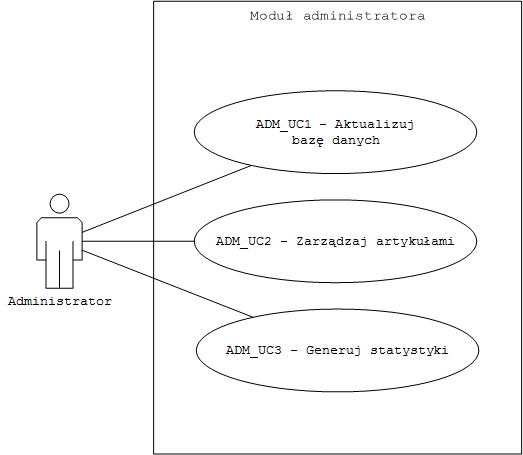 Moduł administratora
ADM_UC1 – Aktualizuj
bazę danych
ADM_UC2 – Zarządzaj artykułami
Administrator
ADM_UC3 – Generuj statystyki